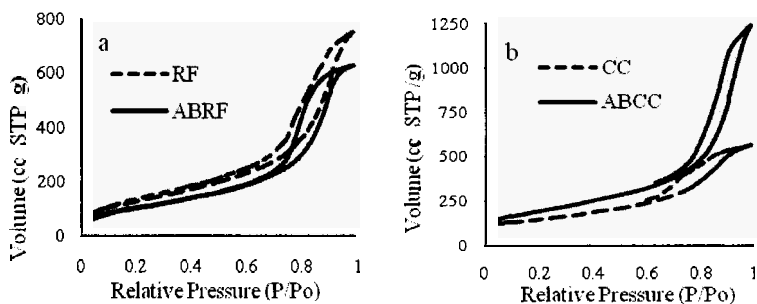 a
RF
ABRF
Volume (cc STP g)
800
600
400
200
0
0 0.2 0.4 0.6 0.8 1
Relative Pressure (P/Po)
b
CC
ABCC
Volume (cc STP/g)
1250
1000
750
500
250
0
0 0.2 0.4 0.6 0.8 1
Relative Pressure (P/Po)